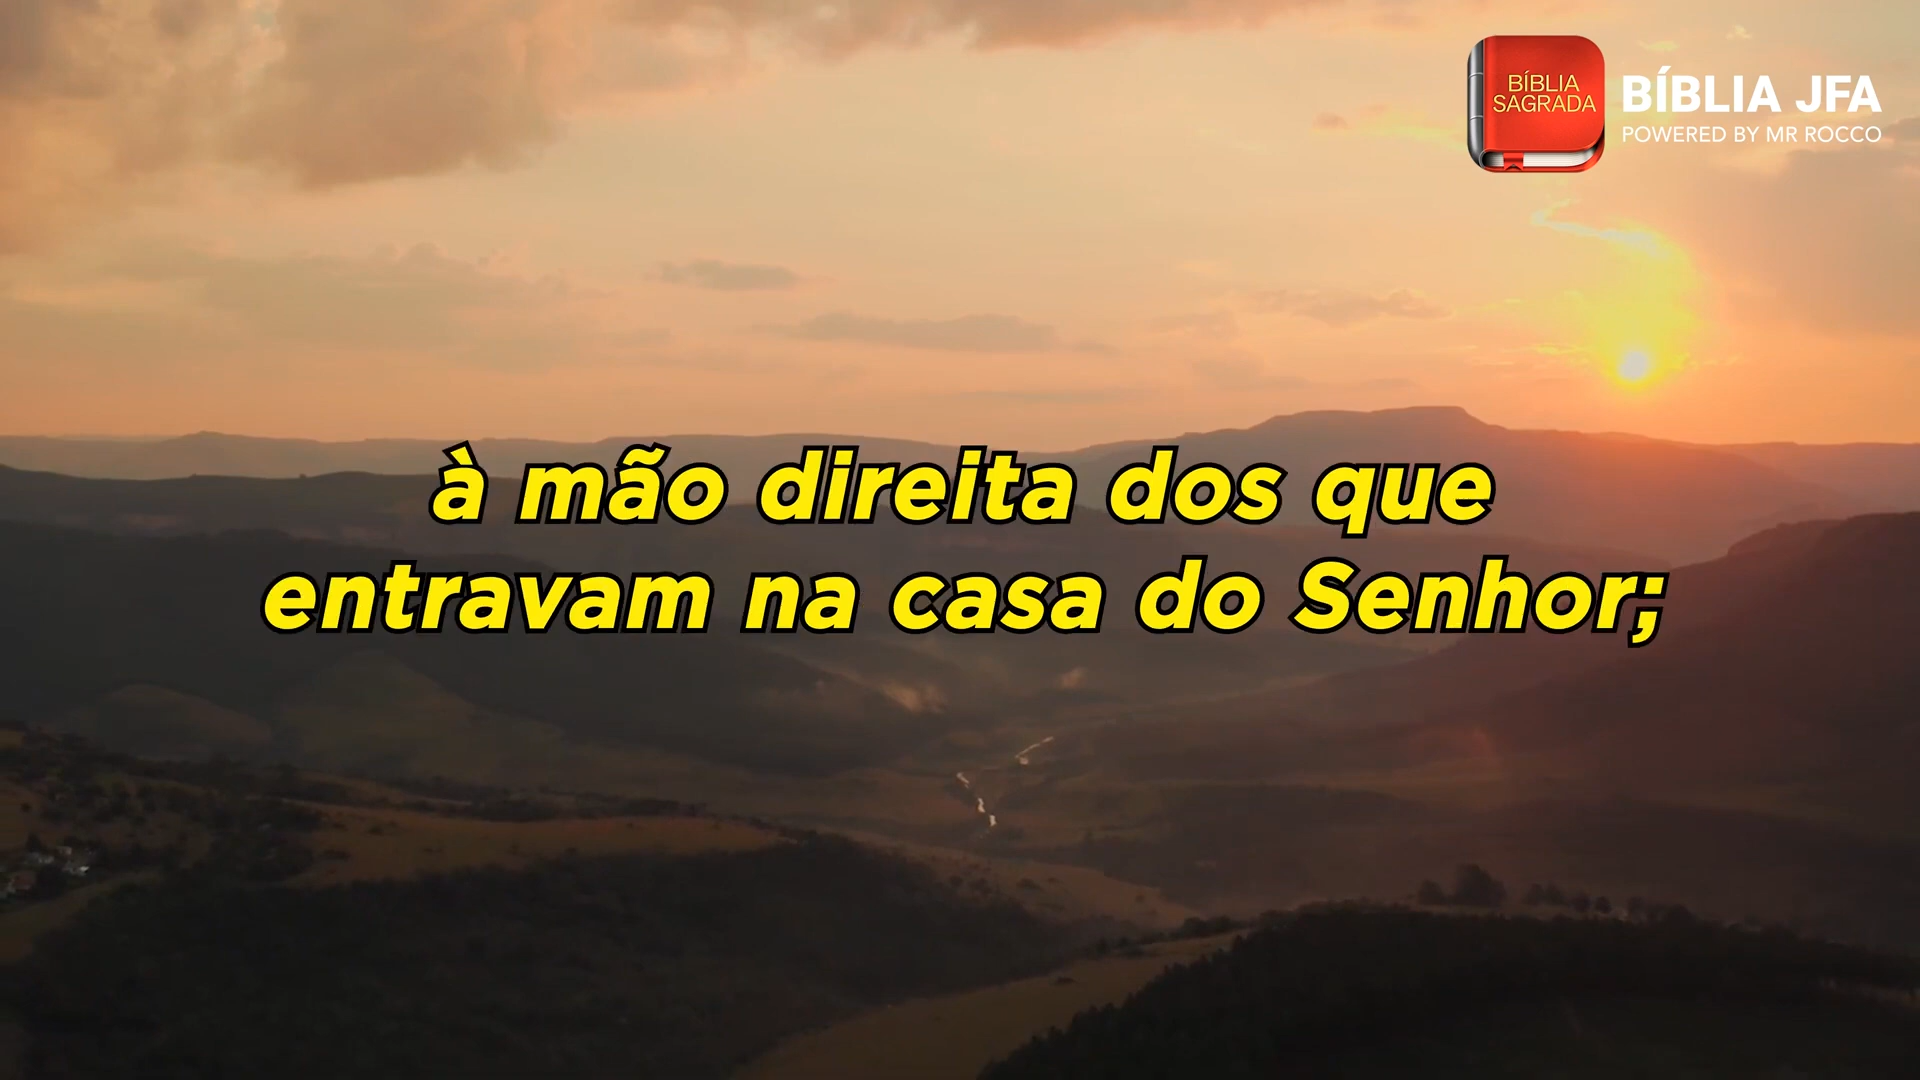 BÍBLIA
SAGRADA
BÍBLIA JFA
POWERED BY MR ROCCO
à mão direita dos que
entravam na casa do Senhor;